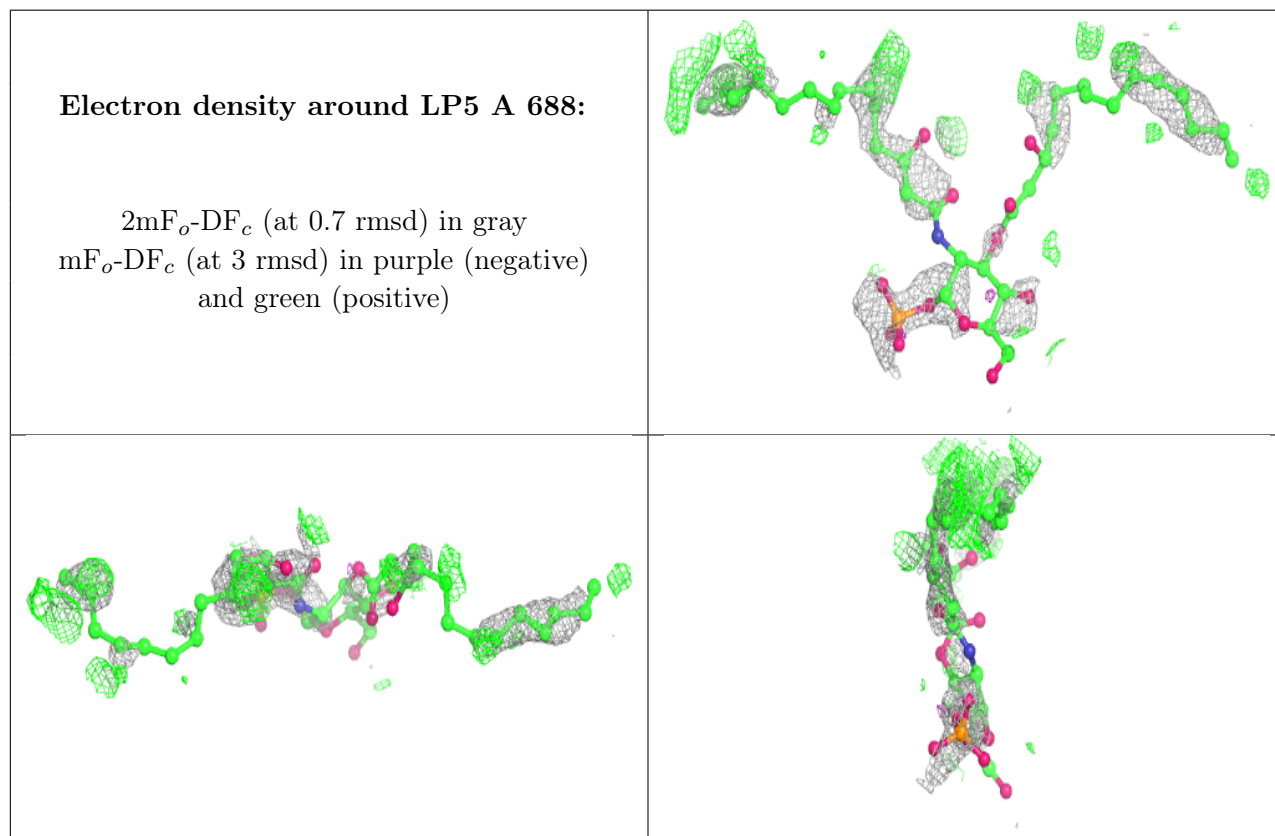 Electron density around LP5 A 688:
2mFₒ-DF𝒸 (at 0.7 rmsd) in gray
mFₒ-DF𝒸 (at 3 rmsd) in purple (negative)
and green (positive)